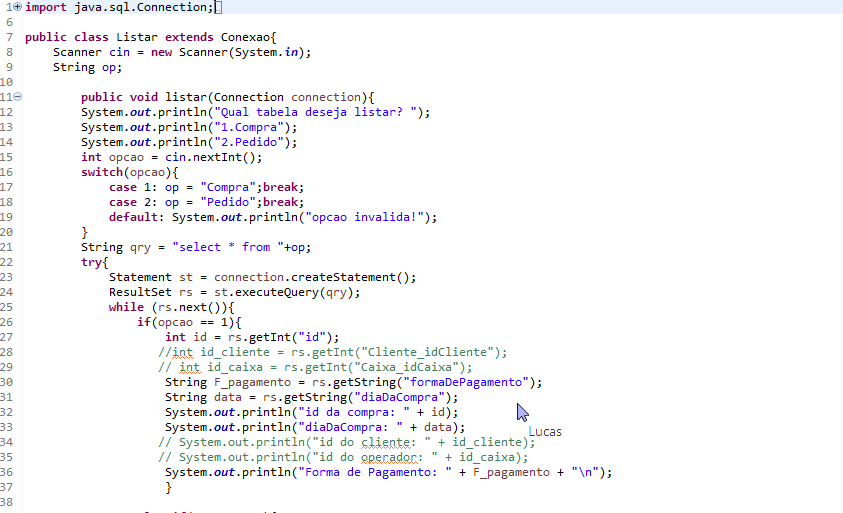 1 import java.sql.Connection;
6
7 public class Listar extends Conexao{
8     Scanner cin = new Scanner(System.in);
9     String op;
10
11         public void listar(Connection connection){
12         System.out.println("Qual tabela deseja listar? ");
13         System.out.println("1.Compra");
14         System.out.println("2.Pedido");
15         int opcao = cin.nextInt();
16         switch(opcao){
17             case 1: op = "Compra";break;
18             case 2: op = "Pedido";break;
19             default: System.out.println("opcao invalida!");
20         }
21         String qry = "select * from "+op;
22         try{
23             Statement st = connection.createStatement();
24             ResultSet rs = st.executeQuery(qry);
25             while (rs.next()){
26                 if(opcao == 1){
27                     int id = rs.getInt("id");
28                    //int id_cliente = rs.getInt("Cliente_idCliente");
29                    // int id_caixa = rs.getInt("Caixa_idCaixa");
30                     String F_pagamento = rs.getString("formaDePagamento");
31                     String data = rs.getString("diaDaCompra");
32                     System.out.println("id da compra: " + id);
33                     System.out.println("diaDaCompra: " + data);
Lucas
34                    // System.out.println("id do cliente: " + id_cliente);
35                    // System.out.println("id do operador: " + id_caixa);
36                     System.out.println("Forma de Pagamento: " + F_pagamento + "\n");
37                     }
38